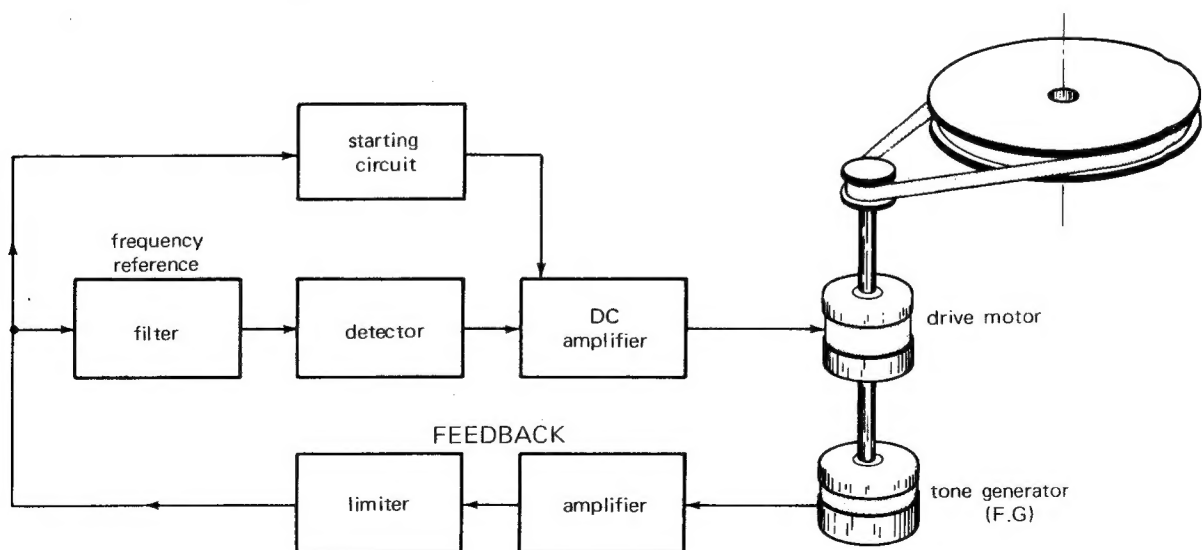 starting
circuit
frequency
reference
filter
detector
DC
amplifier
drive motor
FEEDBACK
limiter
amplifier
tone generator
(F.G)